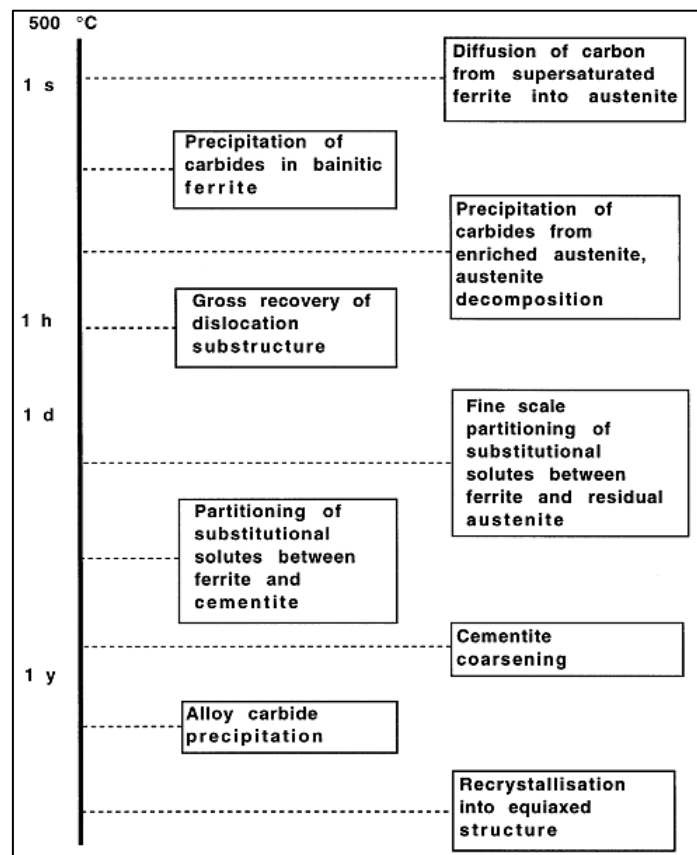 500 °C
1 s
Diffusion of carbon
from supersaturated
ferrite into austenite
Precipitation of
carbides in bainitic
ferrite
Precipitation of
carbides from
enriched austenite,
austenite
decomposition
Gross recovery of
dislocation
substructure
1 h
1 d
Fine scale
partitioning of
substitutional
solutes between
ferrite and residual
austenite
Partitioning of
substitutional
solutes between
ferrite and
cementite
Cementite
coarsening
1 y
Alloy carbide
precipitation
Recrystallisation
into equiaxed
structure